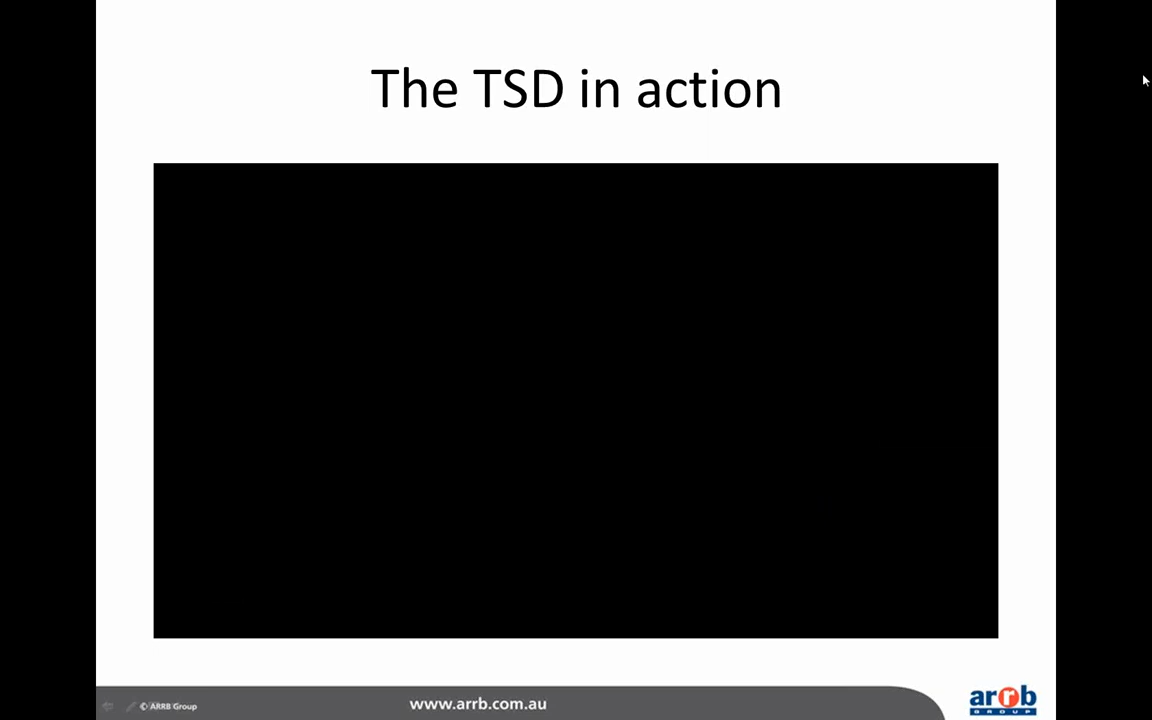 The TSD in action
© ARRB Group
www.arrb.com.au
arrb
GROUP